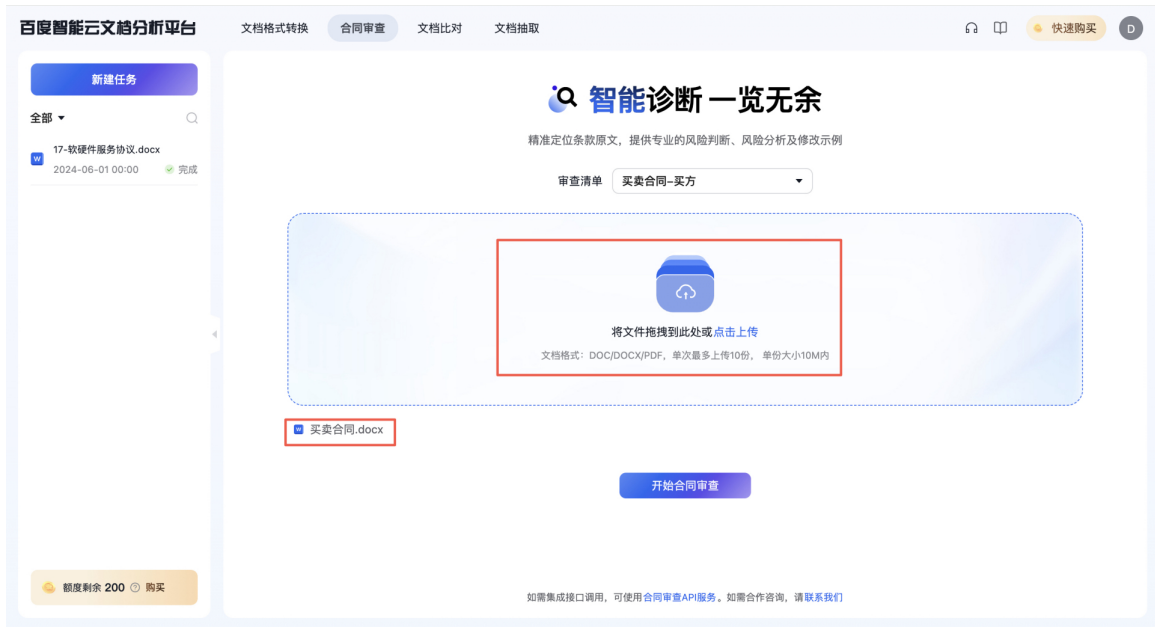 百度智能云文档分析平台
文档格式转换 合同审查 文档比对 文档抽取
快速购买
D
新建任务
全部
17-软硬件服务协议.docx
2024-06-01 00:00 完成
额度剩余 200 ? 购买
智能诊断 一览无余
精准定位条款原文，提供专业的风险判断、风险分析及修改示例
审查清单 买卖合同-买方
将文件拖拽到此处或点击上传
文档格式：DOC/DOCX/PDF，单次最多上传10份， 单份大小10M内
W 买卖合同.docx
开始合同审查
如需集成接口调用，可使用合同审查API服务。如需合作咨询，请联系我们